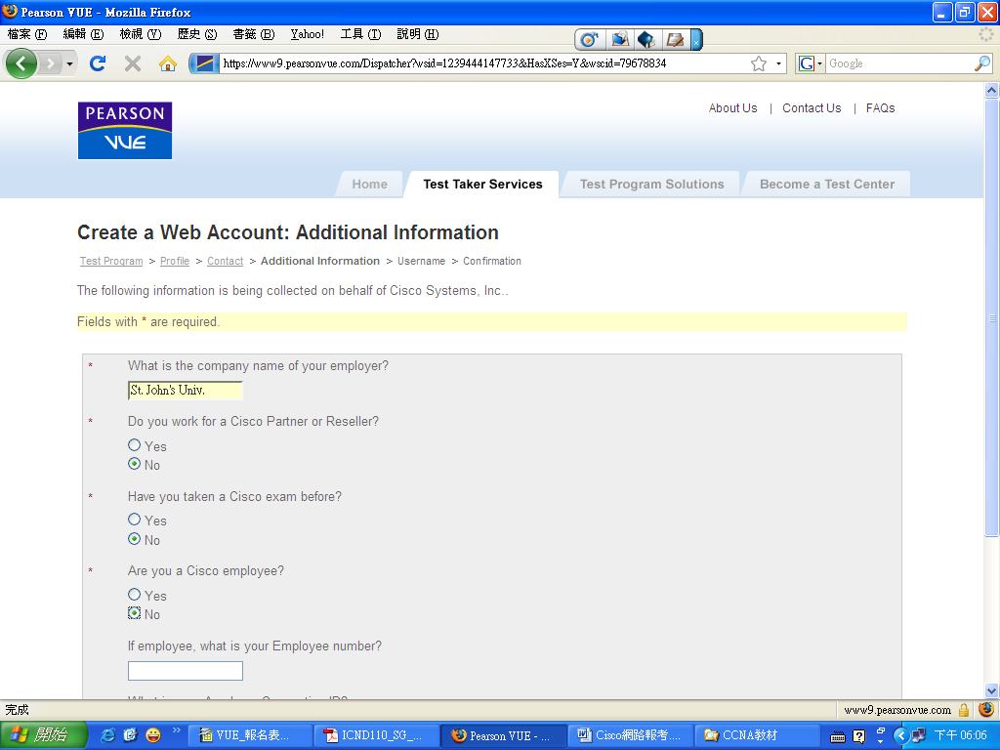 Pearson VUE - Mozilla Firefox
檔案 (F) 編輯 (E) 檢視 (V) 歷史 (S) 書籤 (B) Yahoo! 工具 (T) 說明 (H)
https://www9.pearsonvue.com/Dispatcher?wsid=1239444147733&HasXSes=Y&wscid=79678834
G Google
PEARSON
VUE
About Us | Contact Us | FAQs
Home Test Taker Services Test Program Solutions Become a Test Center
Create a Web Account: Additional Information
Test Program > Profile > Contact > Additional Information > Username > Confirmation
The following information is being collected on behalf of Cisco Systems, Inc..
Fields with * are required.
* What is the company name of your employer?
St. John's Univ.
* Do you work for a Cisco Partner or Reseller?
Yes
No
* Have you taken a Cisco exam before?
Yes
No
* Are you a Cisco employee?
Yes
No
If employee, what is your Employee number?
完成 www9.pearsonvue.com
開始 VUE_報名表... ICND110_SG_... Pearson VUE - ... Cisco網路報考.... CCNA教材 下午 06:06